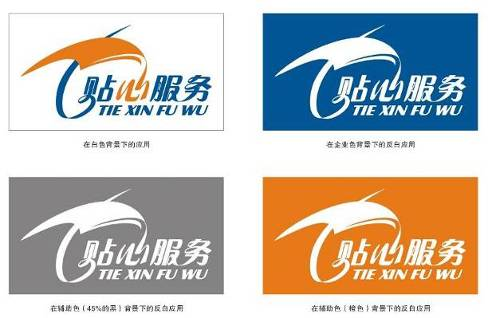 贴心服务
TIE XIN FU WU
在白色背景下的应用
贴心服务
TIE XIN FU WU
在企业色背景下的反白应用
贴心服务
TIE XIN FU WU
在辅助色（45%的黑）背景下的反白应用
贴心服务
TIE XIN FU WU
在辅助色（橙色）背景下的反白应用